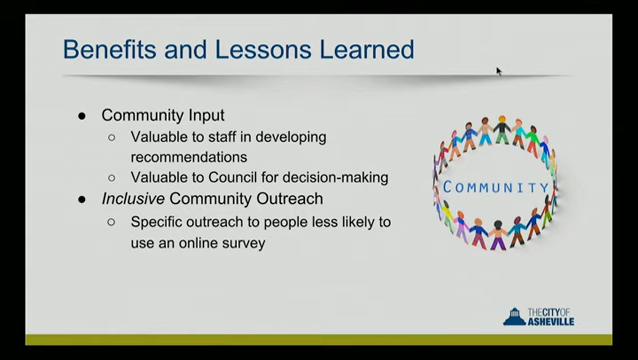 Benefits and Lessons Learned
● Community Input
○ Valuable to staff in developing
recommendations
○ Valuable to Council for decision-making
● Inclusive Community Outreach
○ Specific outreach to people less likely to
use an online survey
COMMUNITY
THE CITY OF
ASHEVILLE